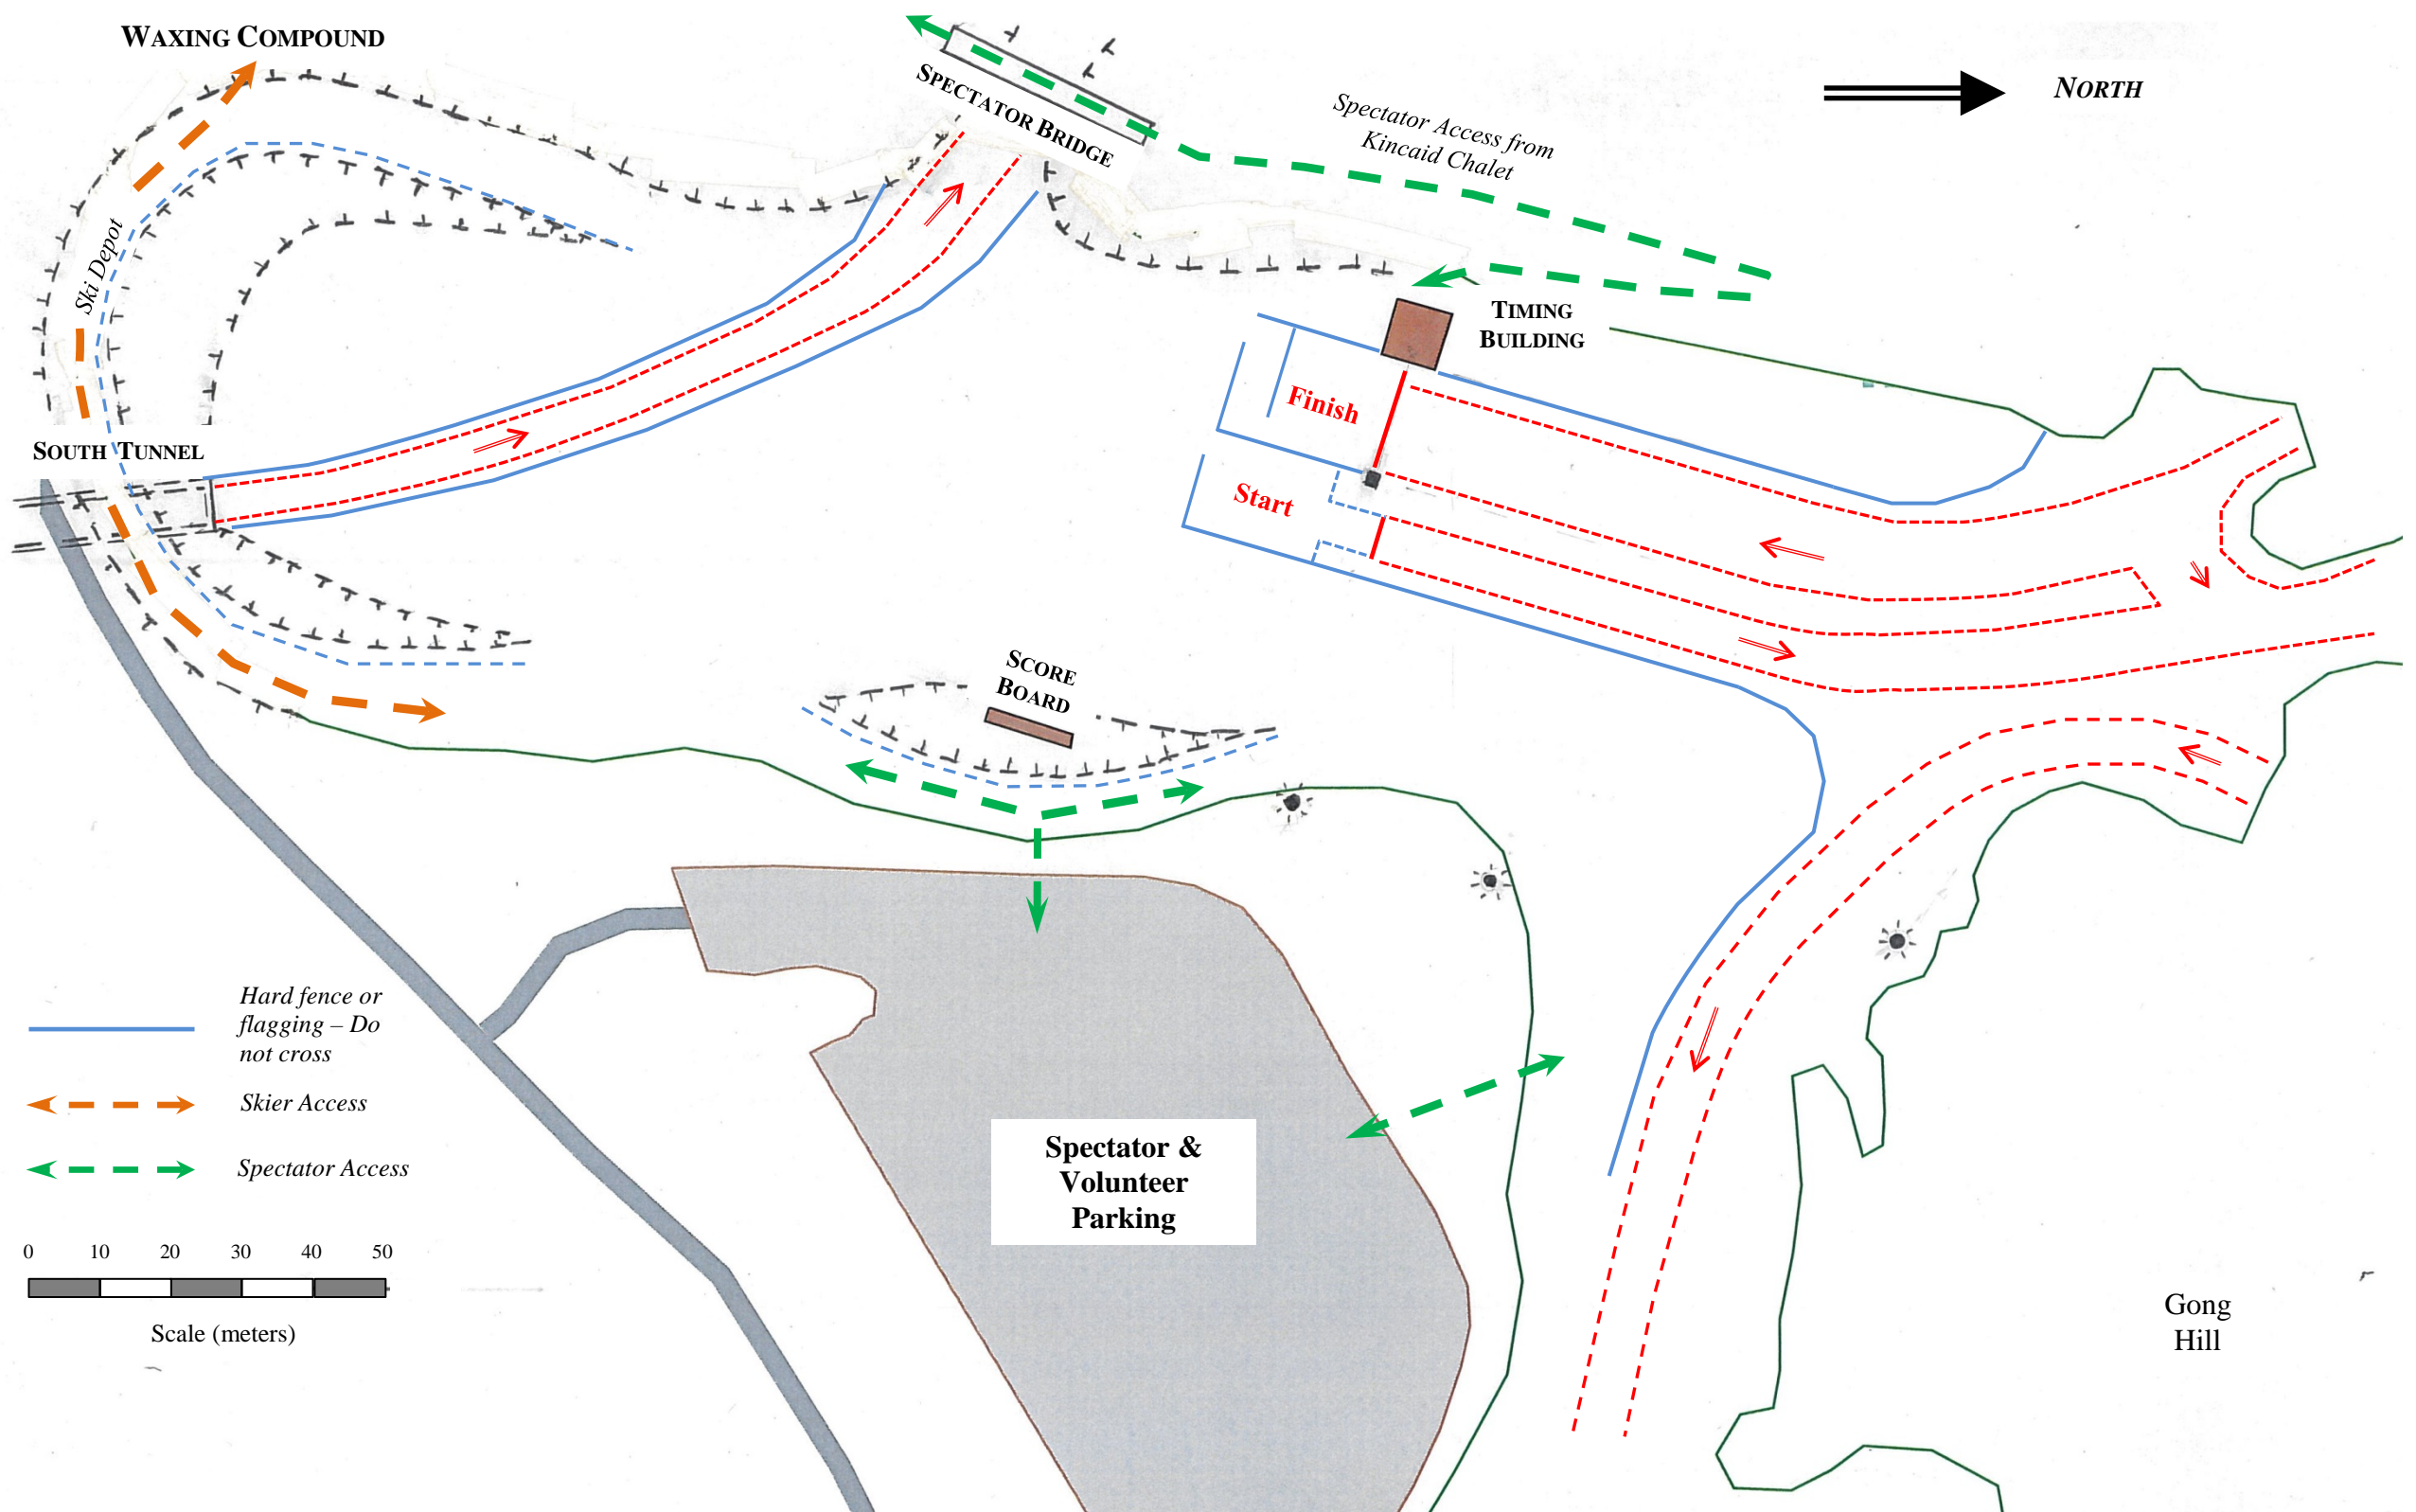 WAXING COMPOUND
SPECTATOR BRIDGE
Spectator Access from
Kincaid Chalet
NORTH
Ski Depot
TIMING
BUILDING
Finish
SOUTH TUNNEL
Start
SCORE
BOARD
Hard fence or
flagging – Do
not cross
Skier Access
Spectator Access
Spectator &
Volunteer
Parking
0 10 20 30 40 50
Scale (meters)
Gong
Hill